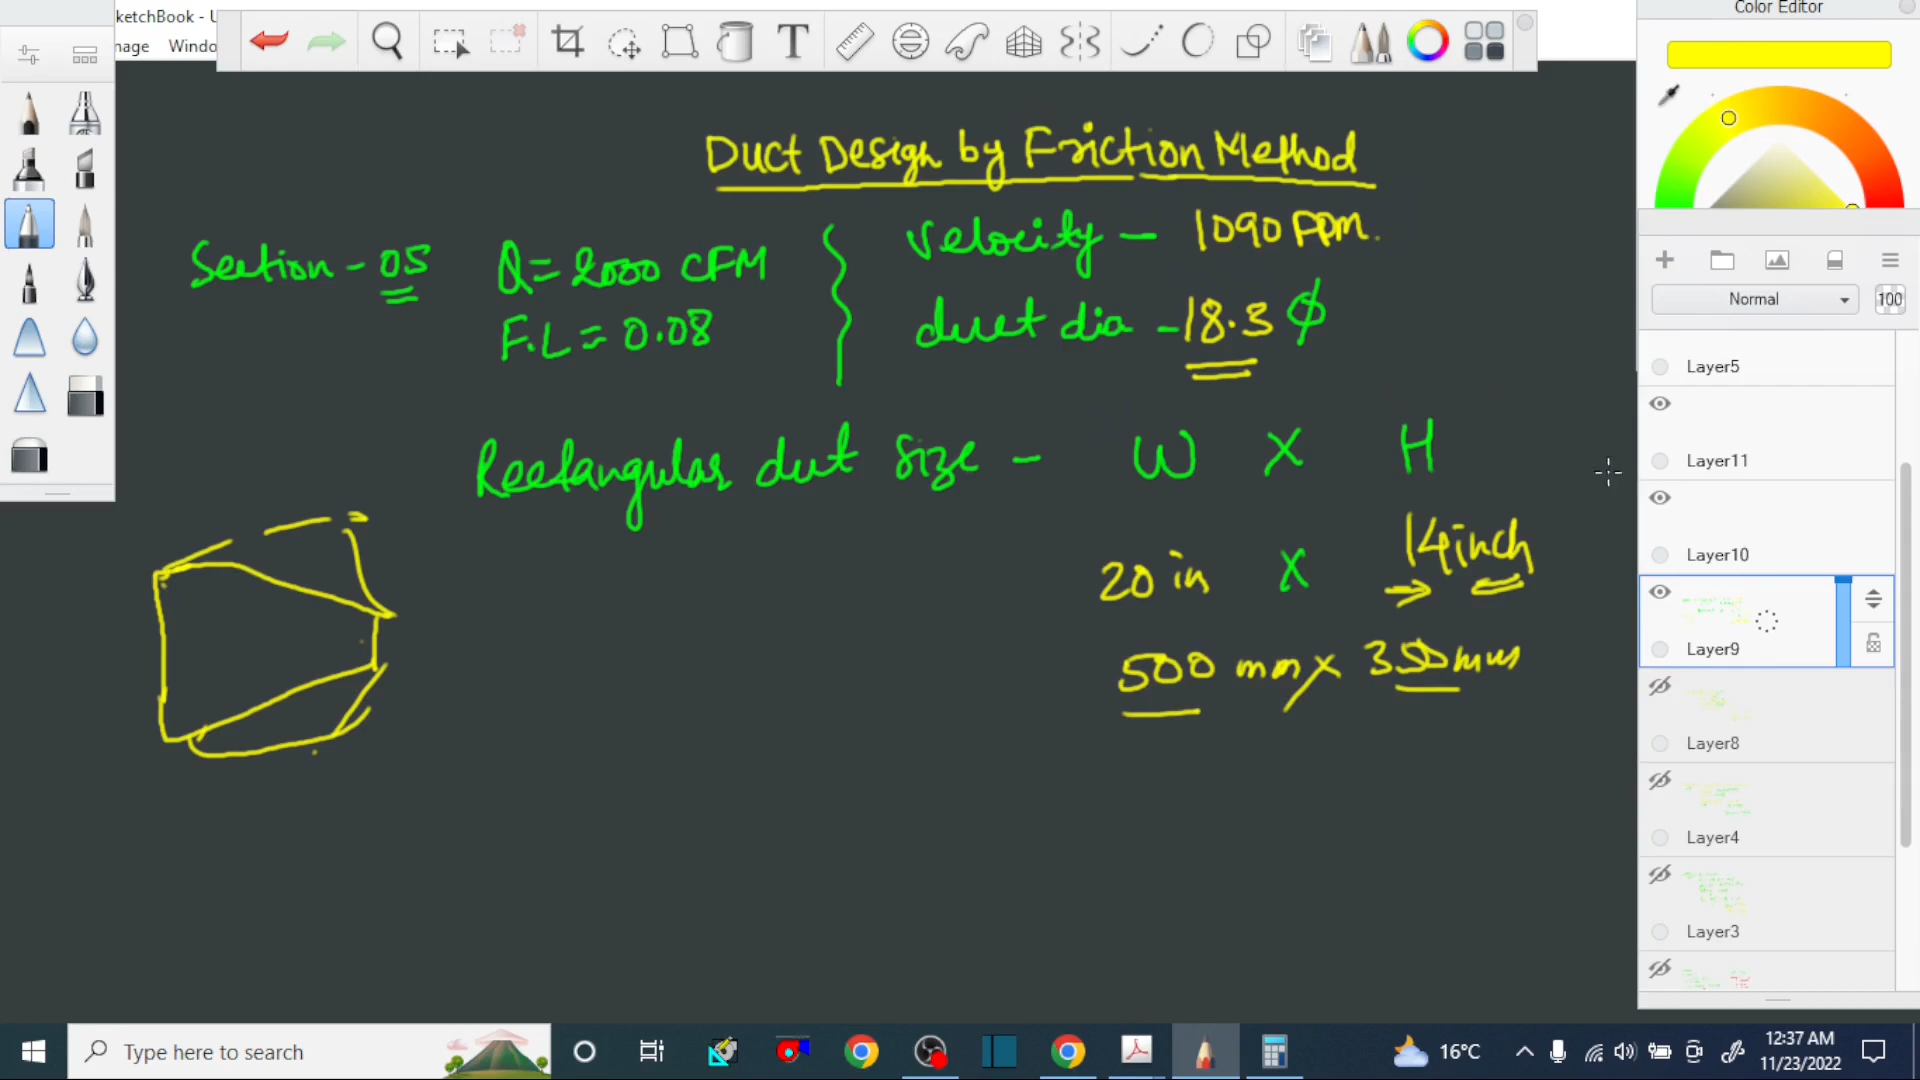 ketchBook - U
Color Editor
mage Windo
Duct Design by Friction Method
Section - 05 Q = 2000 CFM
F.L = 0.08
Velocity - 1090 FPM.
duct dia - 18.3 ϕ
Normal
100
Rectangular dut Size - W X H
20 in X 14 inch
500 mm x 350 mm
Layer5
Layer11
Layer10
Layer9
Layer8
Layer4
Layer3
Type here to search
16°C
12:37 AM
11/23/2022